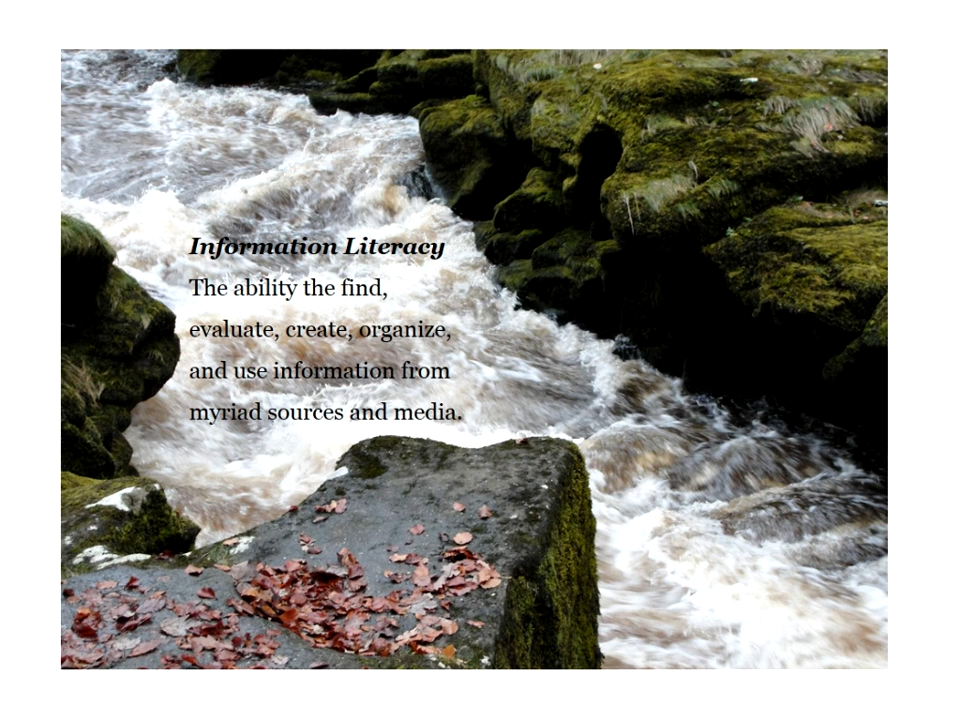 Information Literacy
The ability the find,
evaluate, create, organize,
and use information from
myriad sources and media.